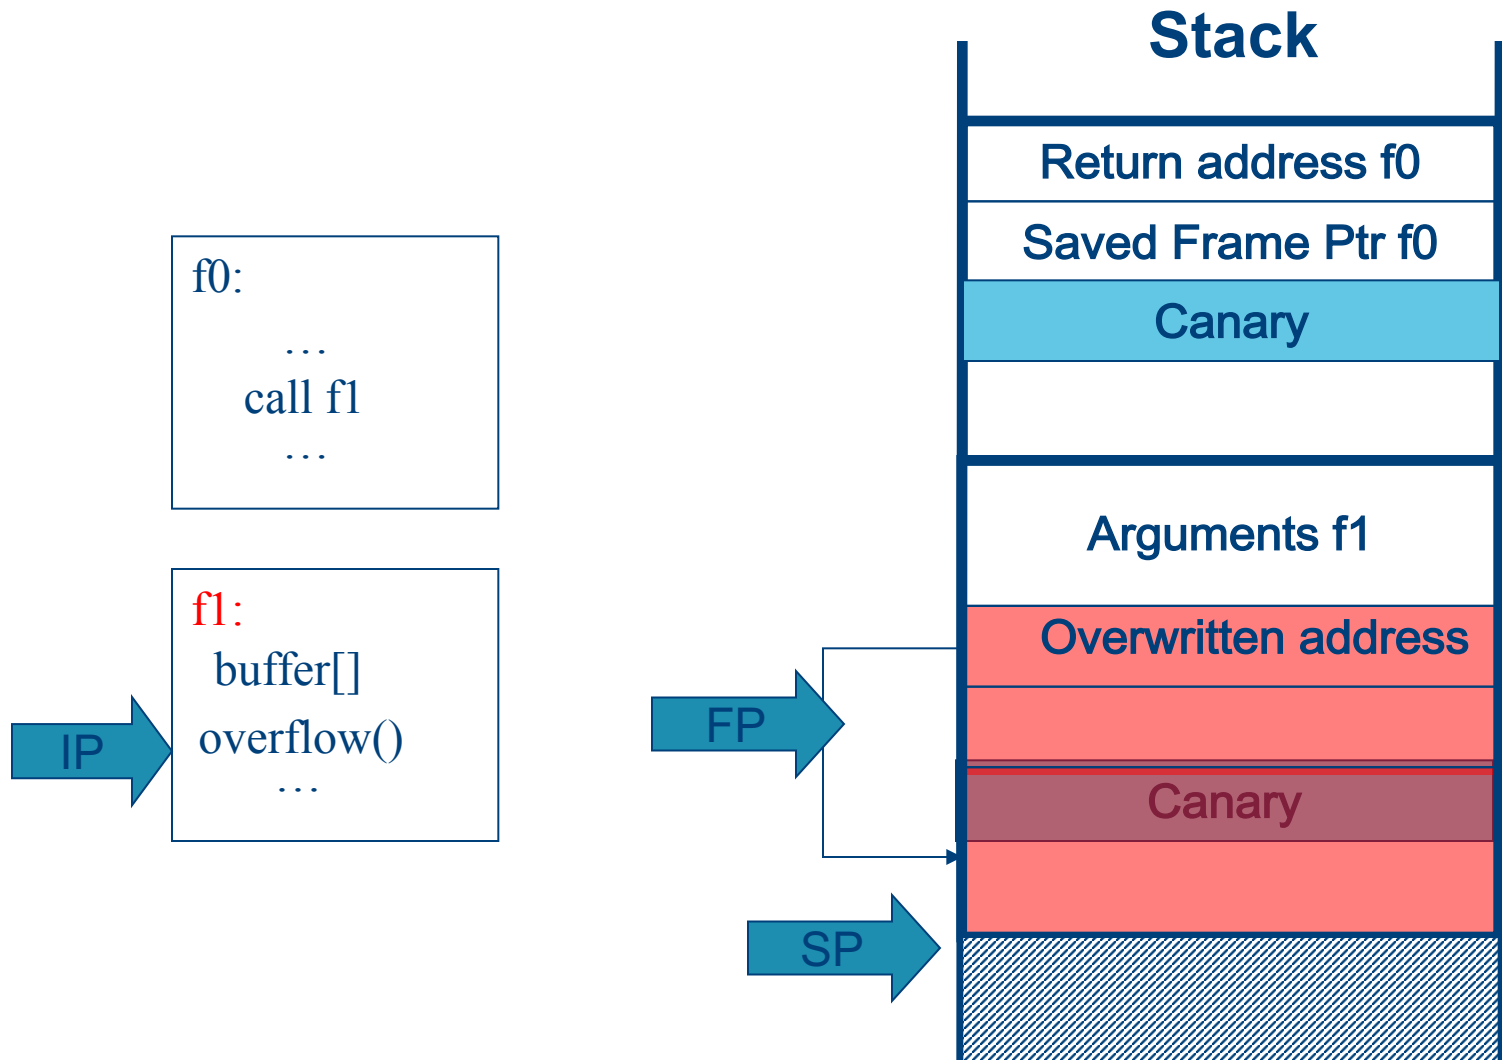 Stack
Return address f0
Saved Frame Ptr f0
Canary
f0:
…
call f1
…
Arguments f1
f1:
buffer[]
overflow()
…
IP
Overwritten address
FP
Canary
SP